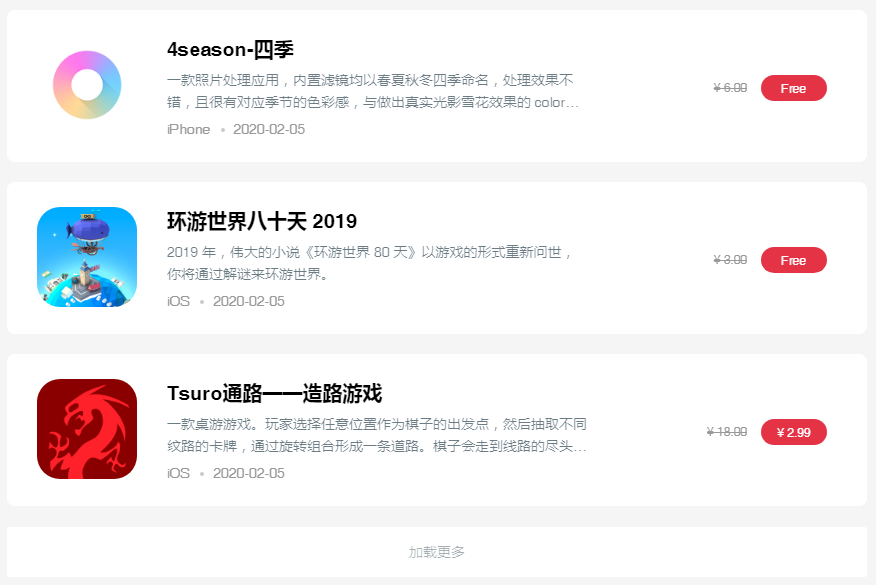 4season-四季
一款照片处理应用，内置滤镜均以春夏秋冬四季命名，处理效果不
错，且很有对应季节的色彩感，与做出真实光影雪花效果的 color...
¥ 6.00
Free
iPhone • 2020-02-05
环游世界八十天 2019
2019 年，伟大的小说《环游世界 80 天》以游戏的形式重新问世，
你将通过解谜来环游世界。
¥ 3.00
Free
iOS • 2020-02-05
Tsuro通路——造路游戏
一款桌游游戏。玩家选择任意位置作为棋子的出发点，然后抽取不同
纹路的卡牌，通过旋转组合形成一条道路。棋子会走到线路的尽头...
¥ 18.00
¥ 2.99
iOS • 2020-02-05
加载更多